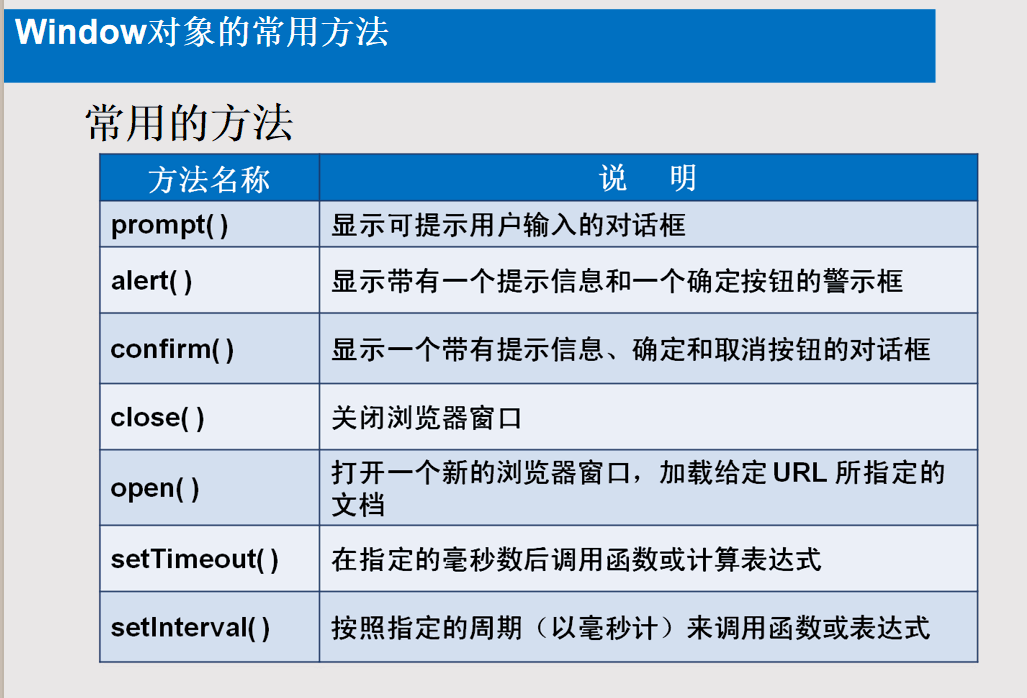 Window对象的常用方法
常用的方法
方法名称 说 明
prompt( ) 显示可提示用户输入的对话框
alert( ) 显示带有一个提示信息和一个确定按钮的警示框
confirm( ) 显示一个带有提示信息、确定和取消按钮的对话框
close( ) 关闭浏览器窗口
open( ) 打开一个新的浏览器窗口，加载给定 URL 所指定的
文档
setTimeout( ) 在指定的毫秒数后调用函数或计算表达式
setInterval( ) 按照指定的周期（以毫秒计）来调用函数或表达式